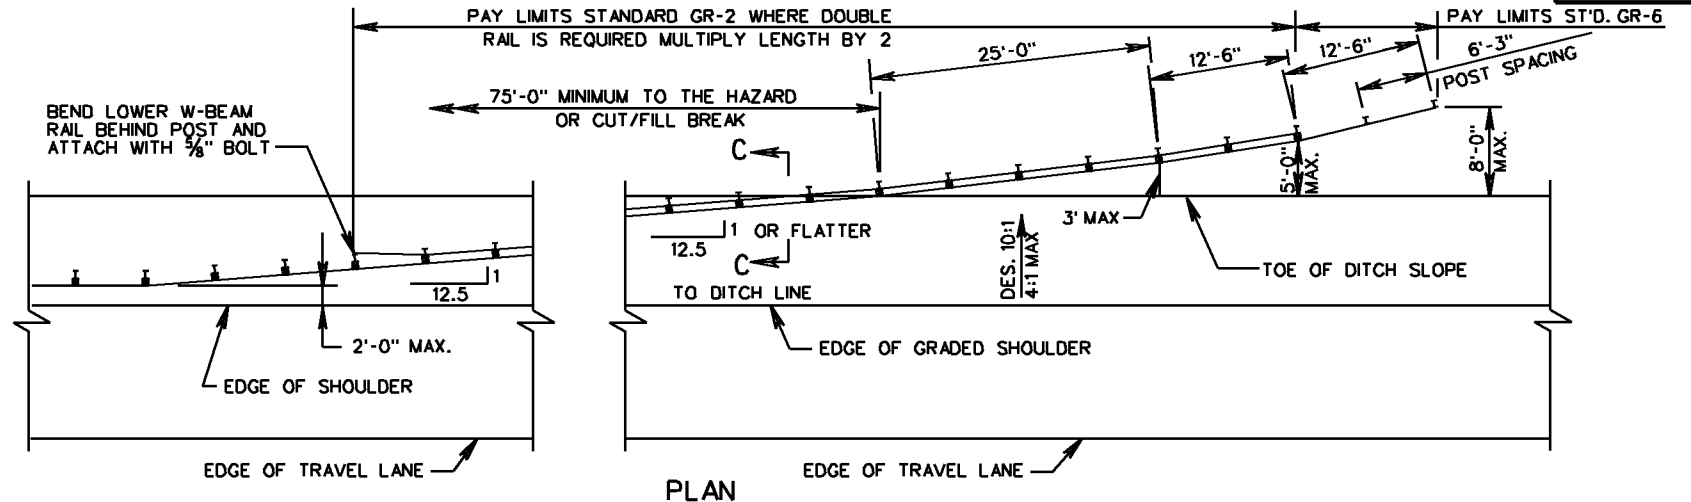 PAY LIMITS STANDARD GR-2 WHERE DOUBLE
RAIL IS REQUIRED MULTIPLY LENGTH BY 2
PAY LIMITS ST'D. GR-6
25'-0"
12'-6"
12'-6"
6'-3"
POST SPACING
BEND LOWER W-BEAM
RAIL BEHIND POST AND
ATTACH WITH 5/8" BOLT
75'-0" MINIMUM TO THE HAZARD
OR CUT/FILL BREAK
C
5'-0"
MAX.
8'-0"
MAX.
3' MAX
1 OR FLATTER
12.5
C
TO DITCH LINE
DES. 10:1
4:1 MAX
TOE OF DITCH SLOPE
1
12.5
2'-0" MAX.
EDGE OF SHOULDER
EDGE OF GRADED SHOULDER
EDGE OF TRAVEL LANE
EDGE OF TRAVEL LANE
PLAN